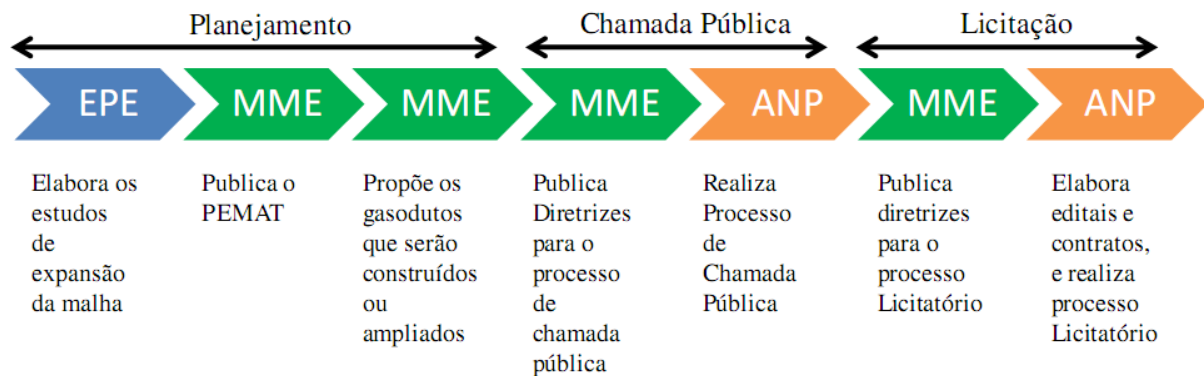 Planejamento
Chamada Pública
Licitação
EPE
MME
MME
MME
ANP
MME
ANP
Elabora os
estudos
de
expansão
da malha
Publica o
PEMAT
Propõe os
gasodutos
que serão
construídos
ou
ampliados
Publica
Diretrizes
para o
processo
de
chamada
pública
Realiza
Processo
de
Chamada
Pública
Publica
diretrizes
para o
processo
Licitatório
Elabora
editais e
contratos,
e realiza
processo
Licitatório